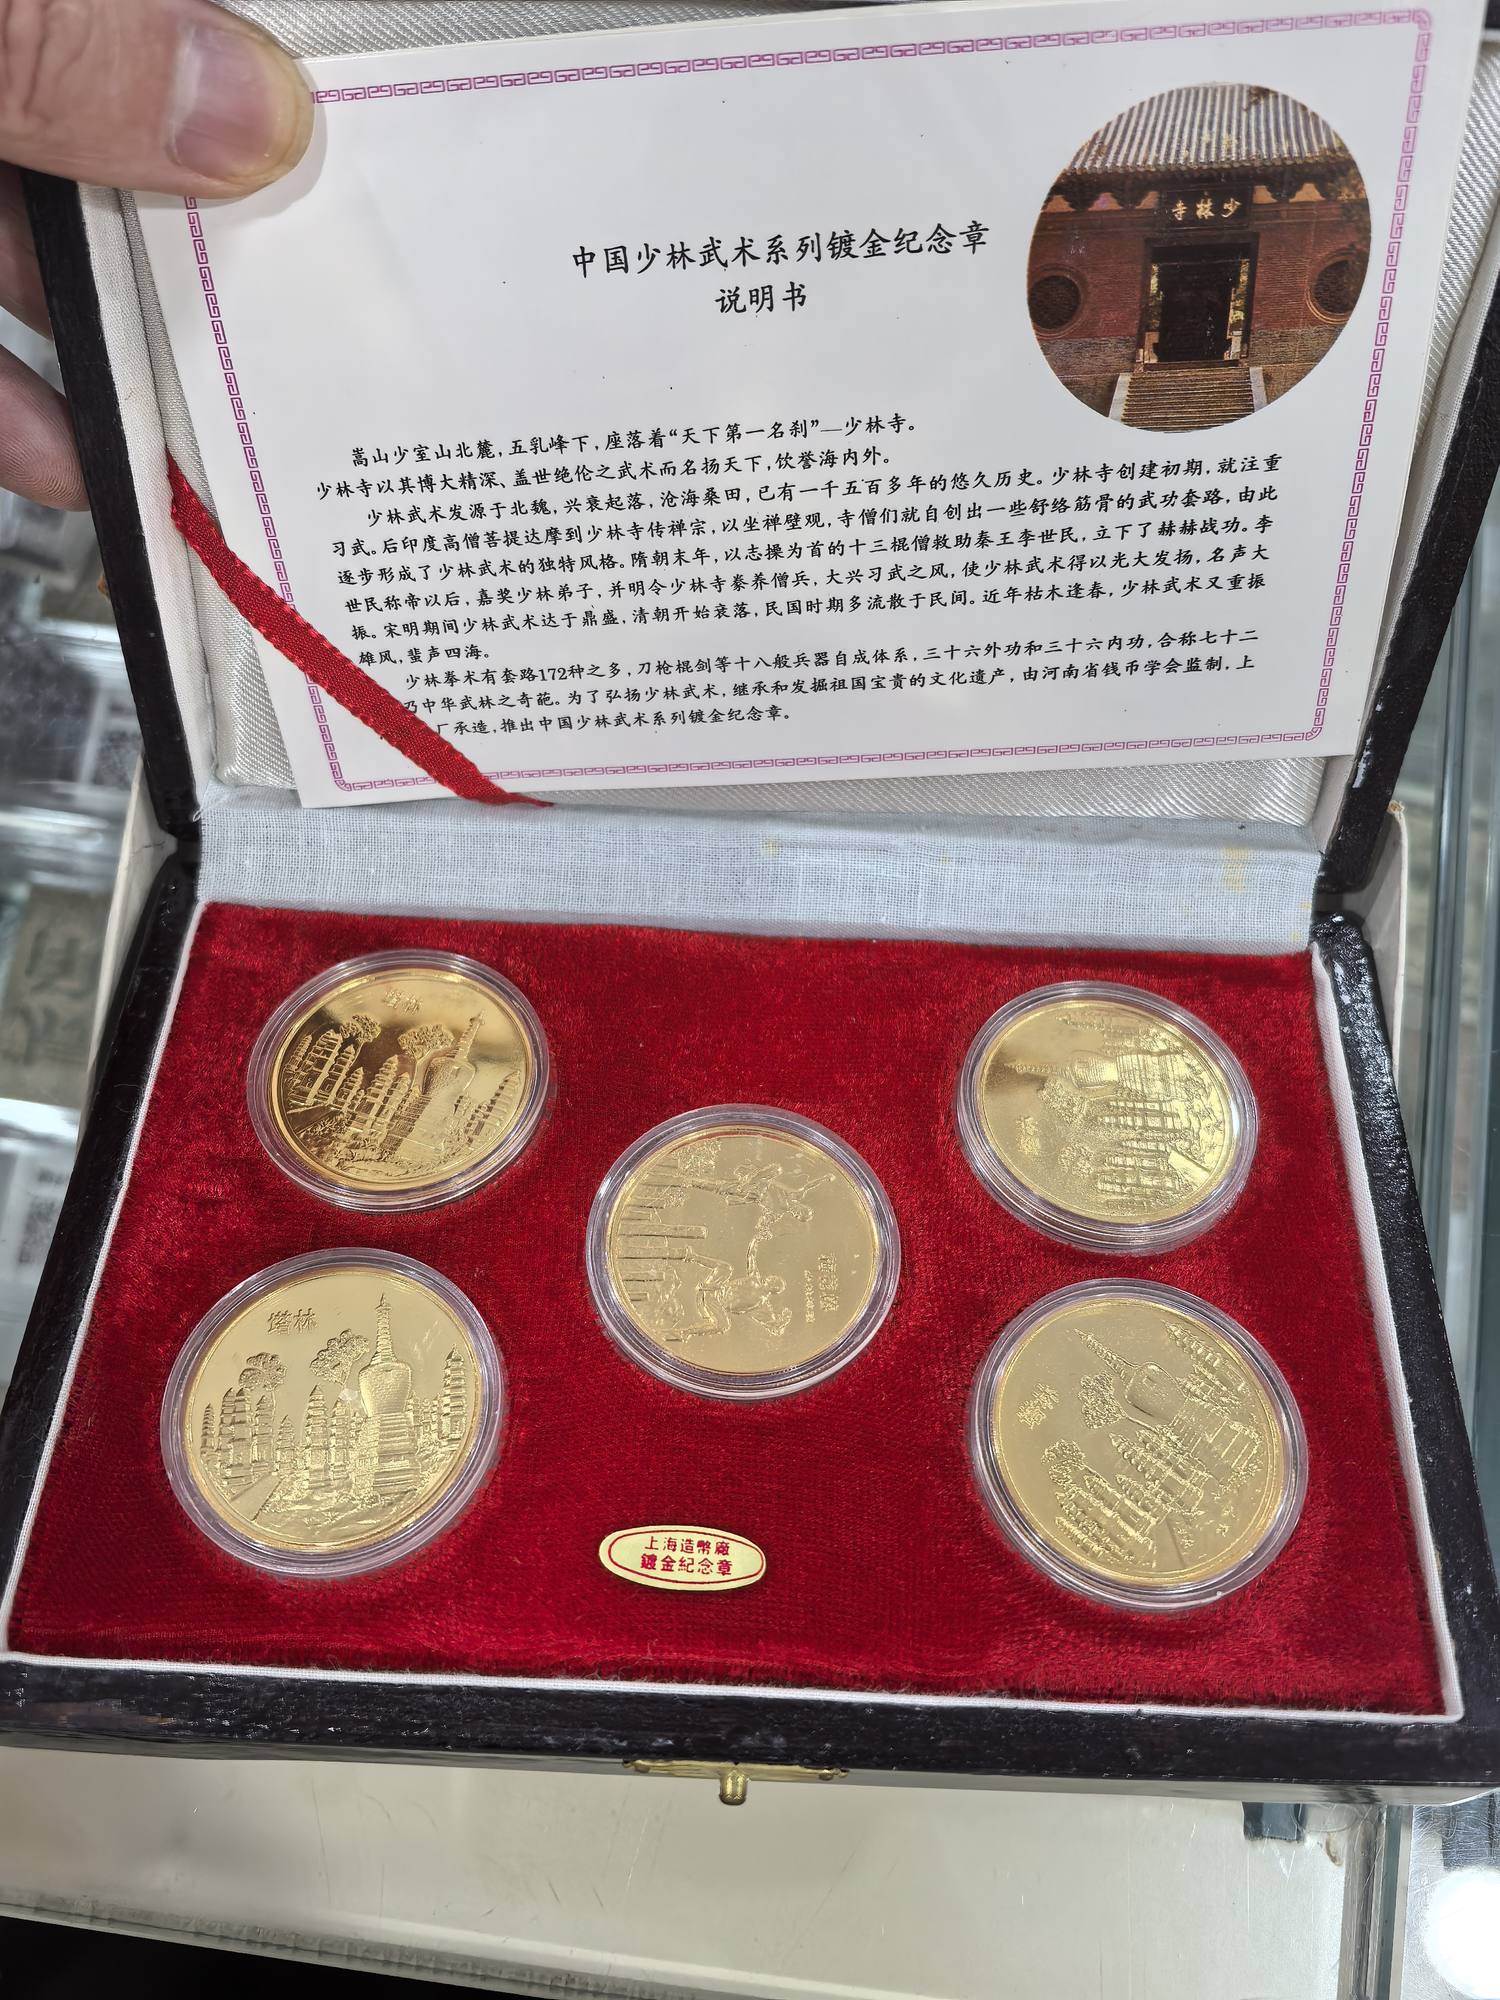 少林寺
中国少林武术系列镀金纪念章
说明书
嵩山少室山北麓，五乳峰下，座落着“天下第一名刹”—少林寺。
少林寺以其博大精深、盖世绝伦之武术而名扬天下，饮誉海内外。
少林武术发源于北魏，兴衰起落，沧海桑田，已有一千五百多年的悠久历史。少林寺创建初期，就注重
习武。后印度高僧菩提达摩到少林寺传禅宗，以坐禅壁观，寺僧们就自创出一些舒络筋骨的武功套路，由此
逐步形成了少林武术的独特风格。隋朝末年，以志操为首的十三棍僧救助秦王李世民，立下了赫赫战功。李
世民称帝以后，嘉奖少林弟子，并明令少林寺豢养僧兵，大兴习武之风，使少林武术得以光大发扬，名声大
振。宋明期间少林武术达于鼎盛，清朝开始衰落，民国时期多流散于民间。近年枯木逢春，少林武术又重振
雄风，蜚声四海。
少林拳术有套路172种之多，刀枪棍剑等十八般兵器自成体系，三十六外功和三十六内功，合称七十二
乃中华武林之奇葩。为了弘扬少林武术，继承和发掘祖国宝贵的文化遗产，由河南省钱币学会监制，上
厂承造，推出中国少林武术系列镀金纪念章。
塔林
塔林
塔林
塔林
上海造幣廠
鍍金紀念章